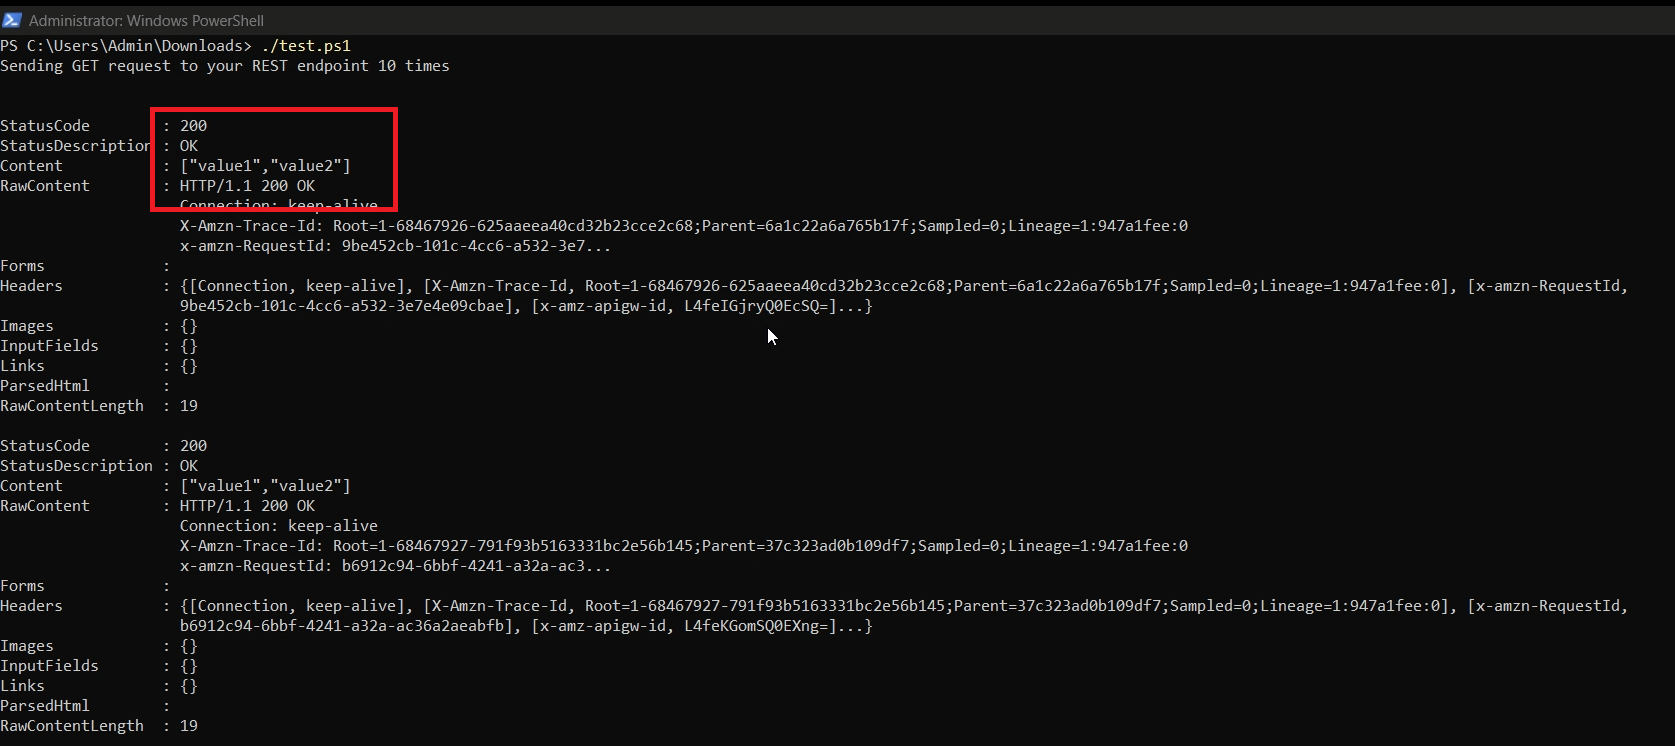 Administrator: Windows PowerShell
PS C:\Users\Admin\Downloads> ./test.ps1
Sending GET request to your REST endpoint 10 times
StatusCode : 200
StatusDescription : OK
Content : ["value1","value2"]
RawContent : HTTP/1.1 200 OK
Connection: keep-alive
X-Amzn-Trace-Id: Root=1-68467926-625aaeea40cd32b23cce2c68;Parent=6a1c22a6a765b17f;Sampled=0;Lineage=1:947a1fee:0
x-amzn-RequestId: 9be452cb-101c-4cc6-a532-3e7...
Forms :
Headers : {[Connection, keep-alive], [X-Amzn-Trace-Id, Root=1-68467926-625aaeea40cd32b23cce2c68;Parent=6a1c22a6a765b17f;Sampled=0;Lineage=1:947a1fee:0], [x-amzn-RequestId,
9be452cb-101c-4cc6-a532-3e7e4e09cbae], [x-amz-apigw-id, L4feIGjryQ0EcSQ=]...}
Images : {}
InputFields : {}
Links : {}
ParsedHtml :
RawContentLength : 19
StatusCode : 200
StatusDescription : OK
Content : ["value1","value2"]
RawContent : HTTP/1.1 200 OK
Connection: keep-alive
X-Amzn-Trace-Id: Root=1-68467927-791f93b5163331bc2e56b145;Parent=37c323ad0b109df7;Sampled=0;Lineage=1:947a1fee:0
x-amzn-RequestId: b6912c94-6bbf-4241-a32a-ac3...
Forms :
Headers : {[Connection, keep-alive], [X-Amzn-Trace-Id, Root=1-68467927-791f93b5163331bc2e56b145;Parent=37c323ad0b109df7;Sampled=0;Lineage=1:947a1fee:0], [x-amzn-RequestId,
b6912c94-6bbf-4241-a32a-ac36a2aeabfb], [x-amz-apigw-id, L4feKGomSQ0EXng=]...}
Images : {}
InputFields : {}
Links : {}
ParsedHtml :
RawContentLength : 19